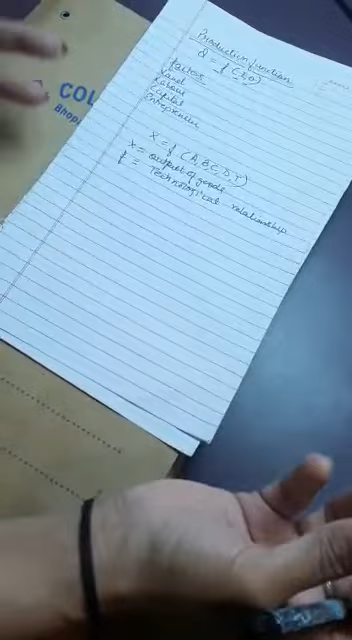 Production function
Q = f (I, O)
factors
Land
Labour
Capital
Entrepreneur
X = f (A, B, C, D, T)
X = output of goods
f = Technological relationship
COL
Bhop